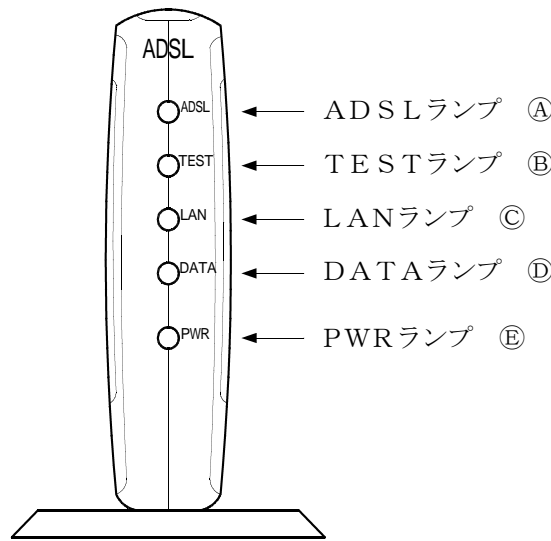 ADSL
ADSL ADSLランプ Ⓐ
TEST TESTランプ Ⓑ
LAN LANランプ Ⓒ
DATA DATAランプ Ⓓ
PWR PWRランプ Ⓔ